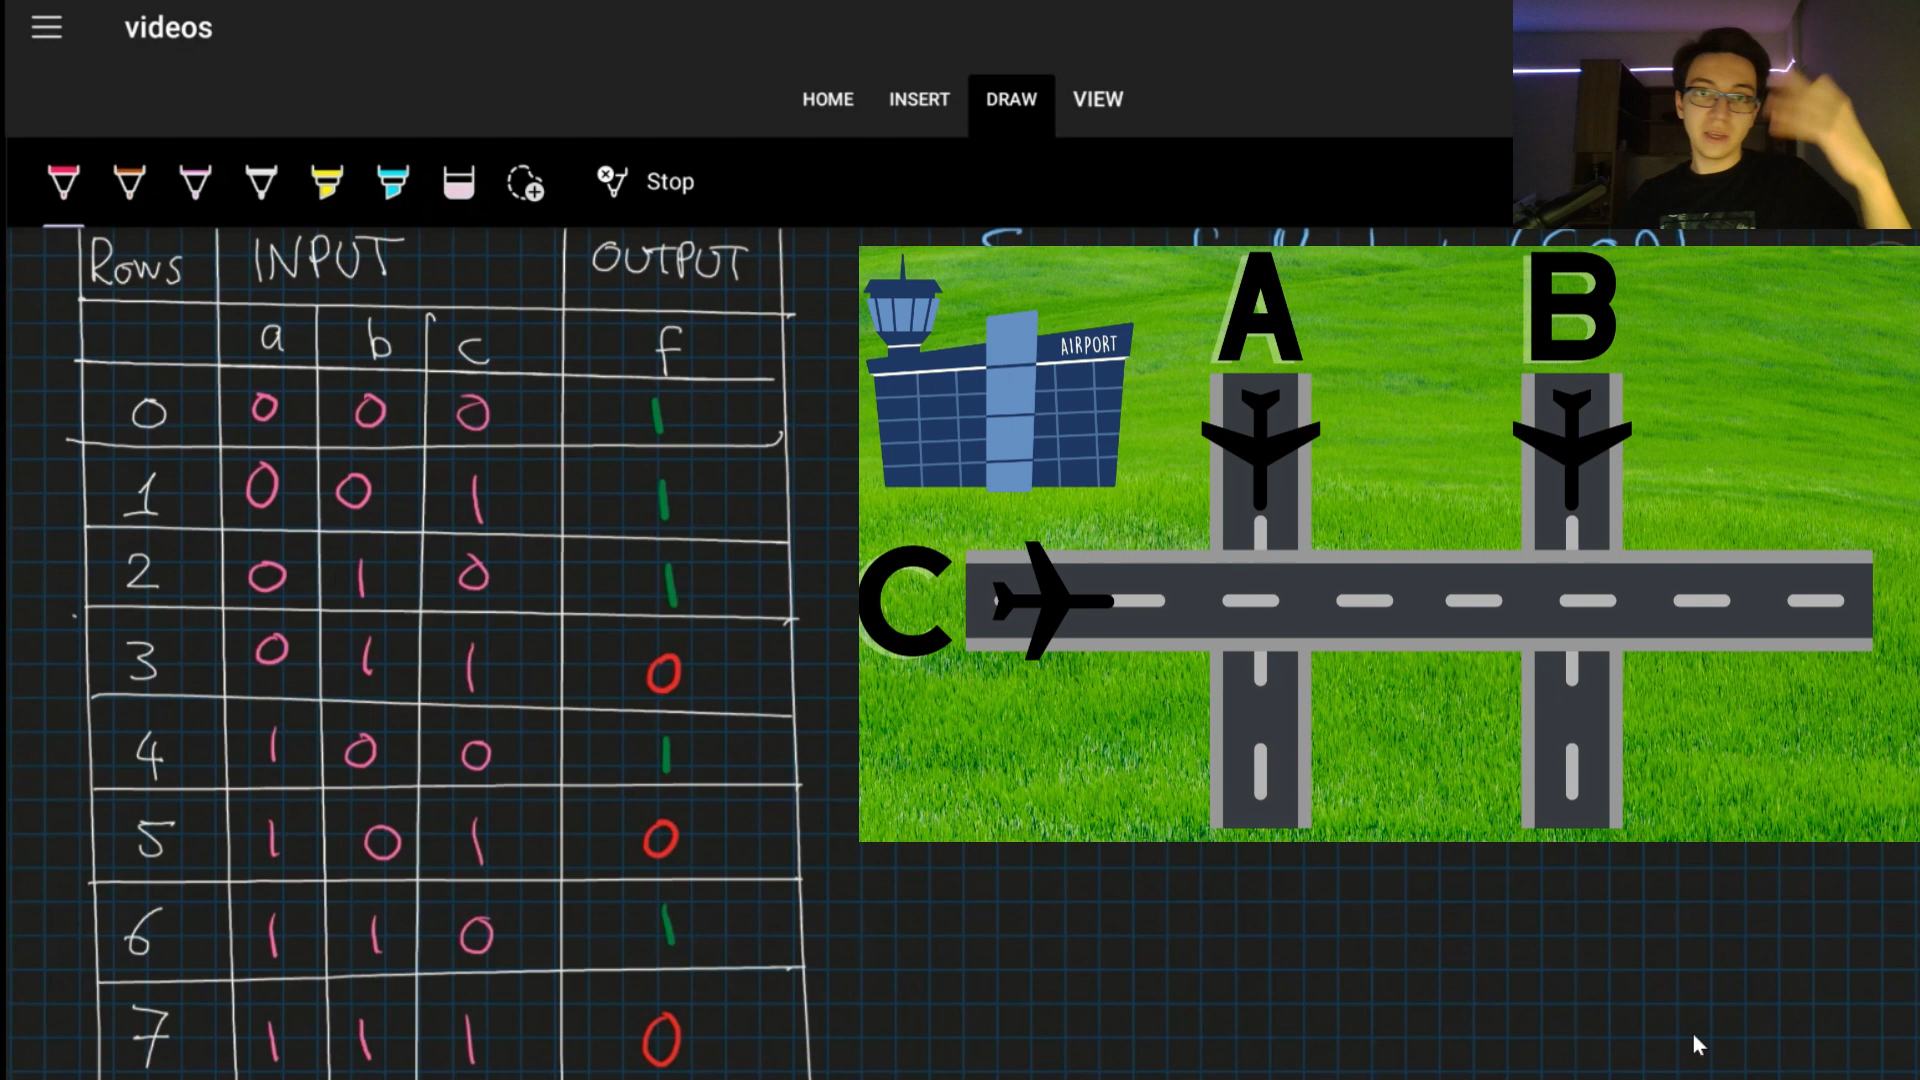 videos
HOME INSERT DRAW VIEW
Stop
Rows INPUT OUTPUT
a b c f
0 0 0 0 1
1 0 0 1 1
2 0 1 0 1
3 0 1 1 0
4 1 0 0 1
5 1 0 1 0
6 1 1 0 1
7 1 1 1 0
A B
AIRPORT
C